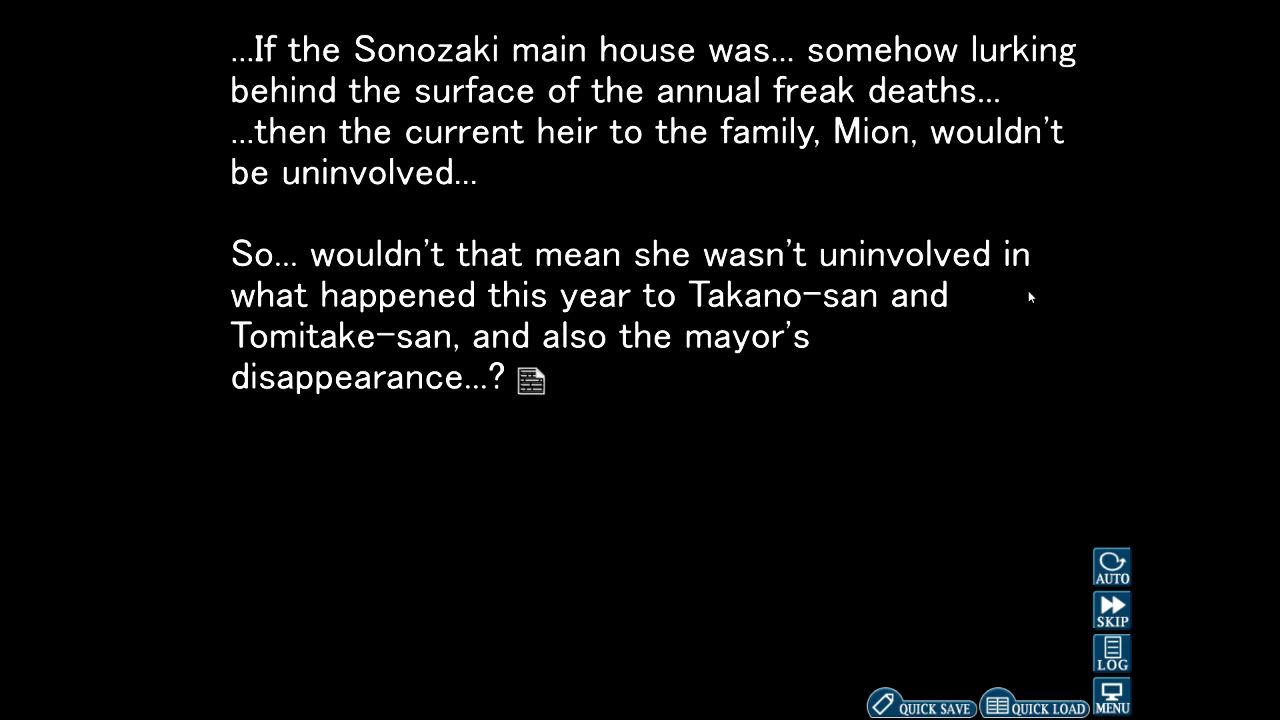 ...If the Sonozaki main house was... somehow lurking
behind the surface of the annual freak deaths...
...then the current heir to the family, Mion, wouldn't
be uninvolved...
So... wouldn't that mean she wasn't uninvolved in
what happened this year to Takano-san and
Tomitake-san, and also the mayor's
disappearance...?
AUTO
SKIP
LOG
MENU
QUICK SAVE
QUICK LOAD